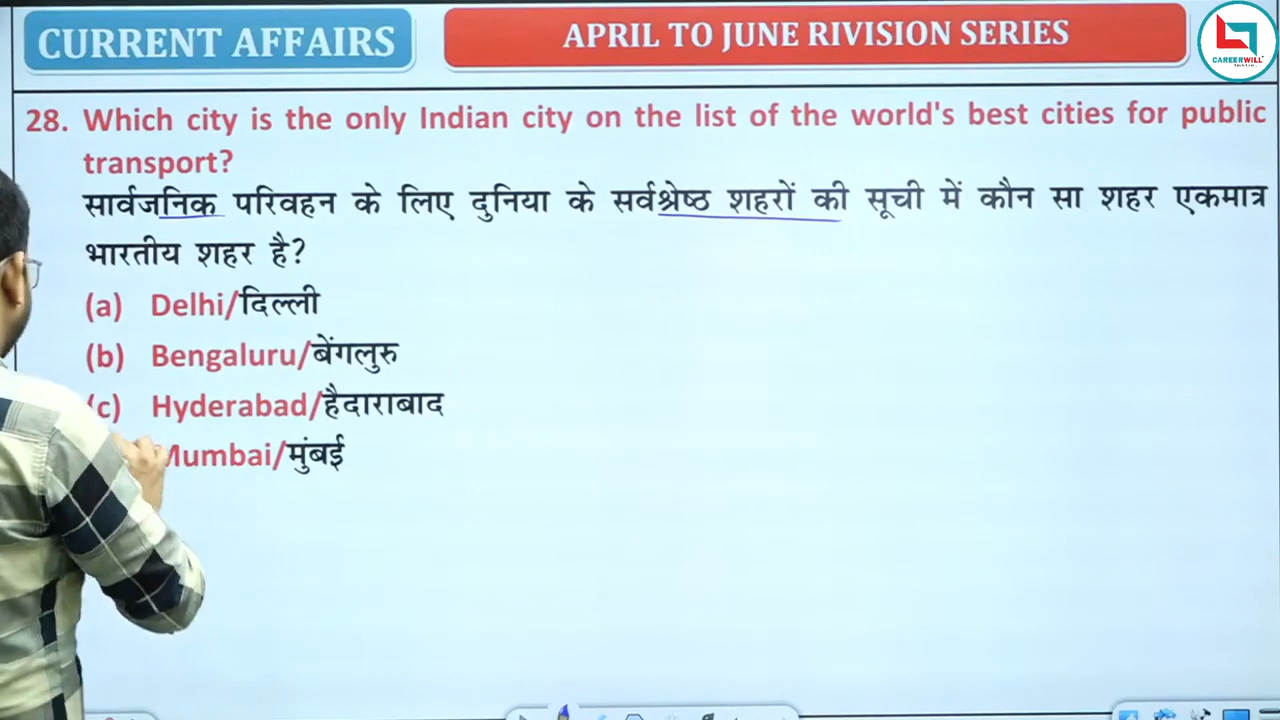 CURRENT AFFAIRS
APRIL TO JUNE RIVISION SERIES
CAREERWILL
28. Which city is the only Indian city on the list of the world's best cities for public
transport?
सार्वजनिक परिवहन के लिए दुनिया के सर्वश्रेष्ठ शहरों की सूची में कौन सा शहर एकमात्र
भारतीय शहर है?
(a) Delhi/दिल्ली
(b) Bengaluru/बेंगलुरु
(c) Hyderabad/हैदाराबाद
Mumbai/मुंबई